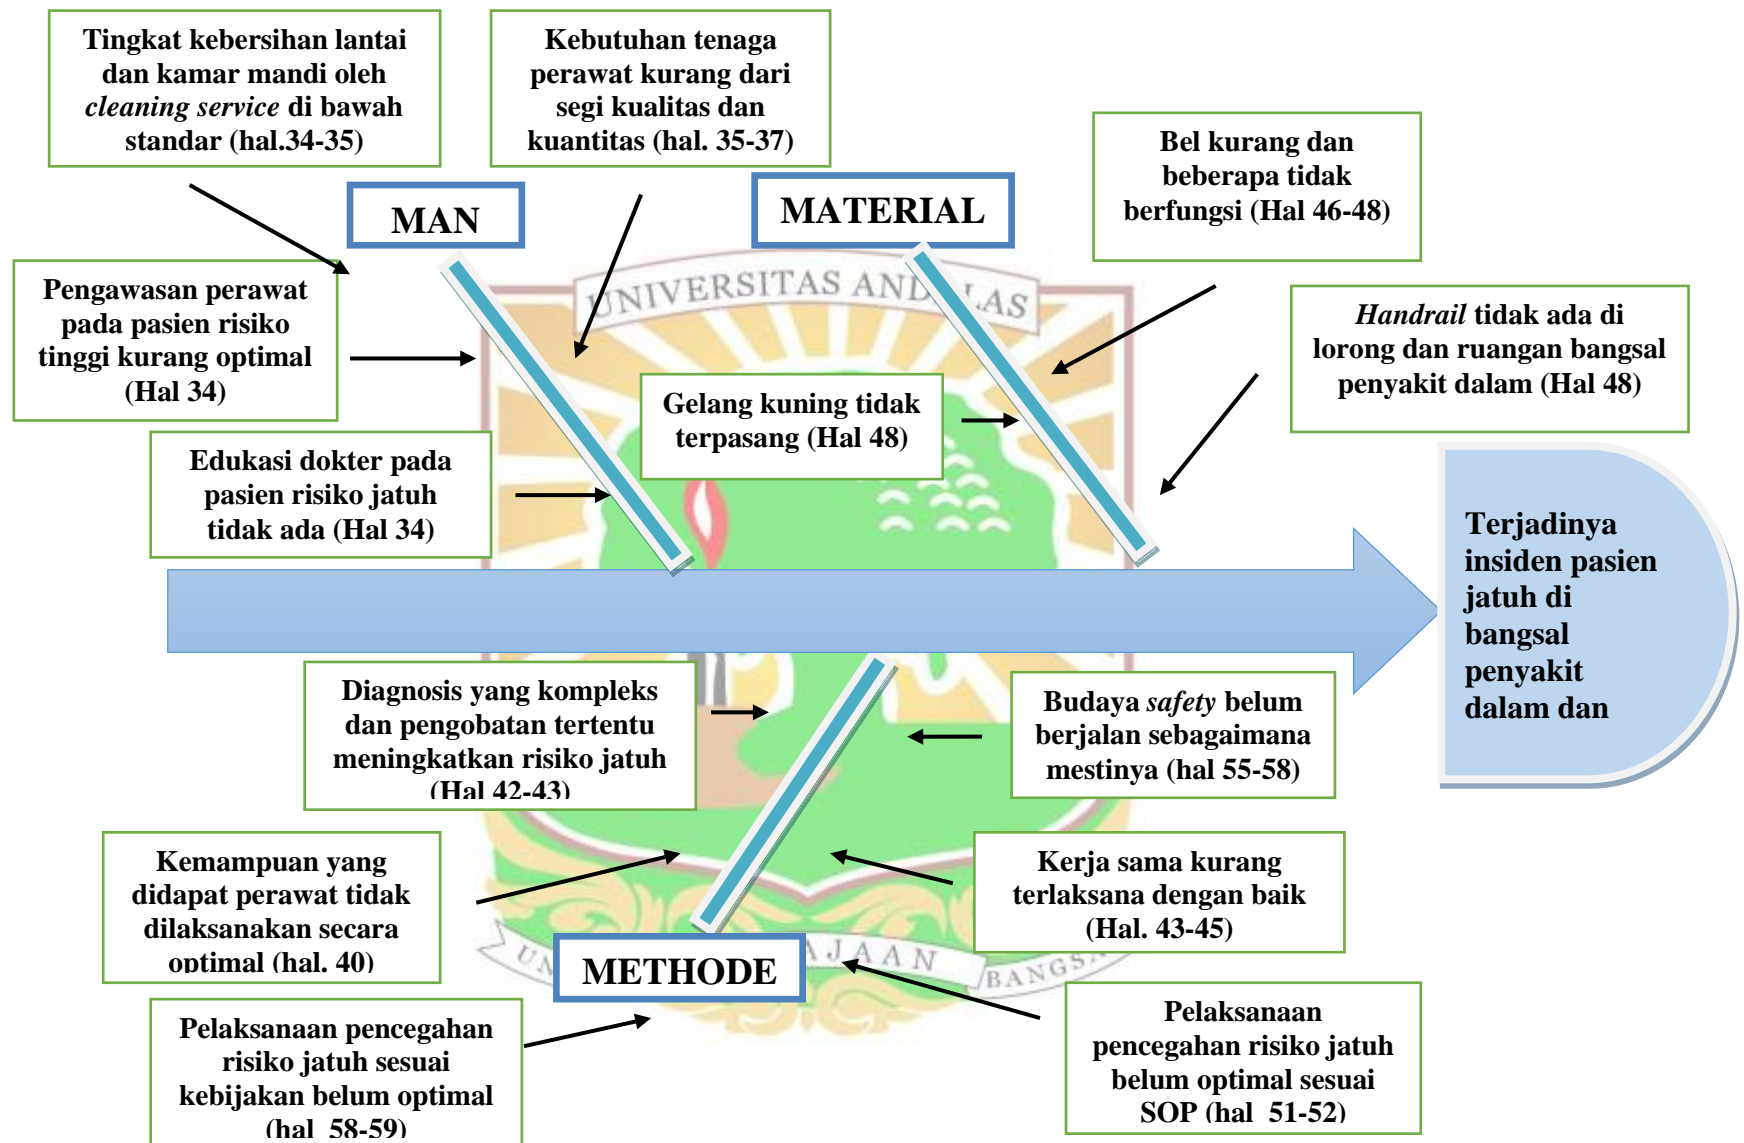 Tingkat kebersihan lantai
dan kamar mandi oleh
cleaning service di bawah
standar (hal.34-35)
Kebutuhan tenaga
perawat kurang dari
segi kualitas dan
kuantitas (hal. 35-37)
Bel kurang dan
beberapa tidak
berfungsi (Hal 46-48)
MAN
MATERIAL
Pengawasan perawat
pada pasien risiko
tinggi kurang optimal
(Hal 34)
UNIVERSITAS
Handrail tidak ada di
lorong dan ruangan bangsal
penyakit dalam (Hal 48)
Gelang kuning tidak
terpasang (Hal 48)
Edukasi dokter pada
pasien risiko jatuh
tidak ada (Hal 34)
Terjadinya
insiden pasien
jatuh di
bangsal
penyakit
dalam dan
Diagnosis yang kompleks
dan pengobatan tertentu
meningkatkan risiko jatuh
(Hal 42-43)
Budaya safety belum
berjalan sebagaimana
mestinya (hal 55-58)
Kemampuan yang
didapat perawat tidak
dilaksanakan secara
optimal (hal. 40)
Kerja sama kurang
terlaksana dengan baik
(Hal. 43-45)
METHODE
Pelaksanaan pencegahan
risiko jatuh sesuai
kebijakan belum optimal
(hal 58-59)
Pelaksanaan
pencegahan risiko jatuh
belum optimal sesuai
SOP (hal 51-52)